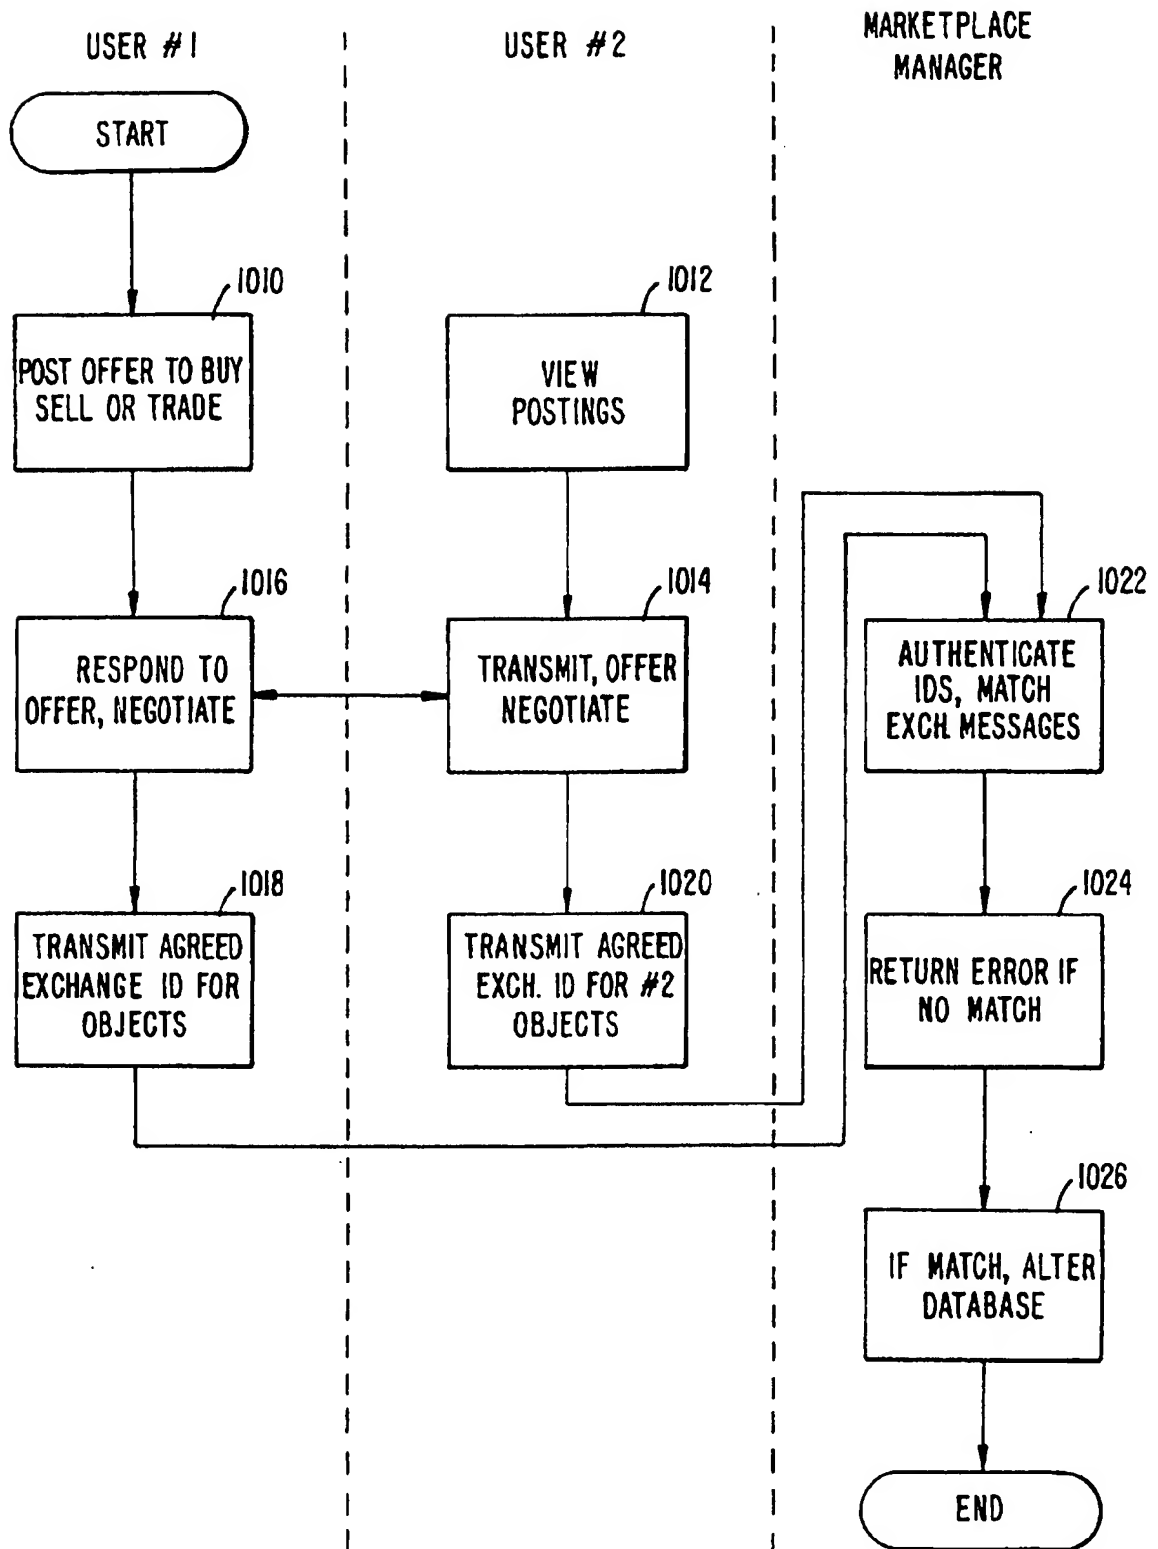 USER #1
USER #2
MARKETPLACE
MANAGER
START
1010
POST OFFER TO BUY
SELL OR TRADE
1012
VIEW
POSTINGS
1016
RESPOND TO
OFFER, NEGOTIATE
1014
TRANSMIT, OFFER
NEGOTIATE
1022
AUTHENTICATE
IDS, MATCH
EXCH. MESSAGES
1018
TRANSMIT AGREED
EXCHANGE ID FOR
OBJECTS
1020
TRANSMIT AGREED
EXCH. ID FOR #2
OBJECTS
1024
RETURN ERROR IF
NO MATCH
1026
IF MATCH, ALTER
DATABASE
END